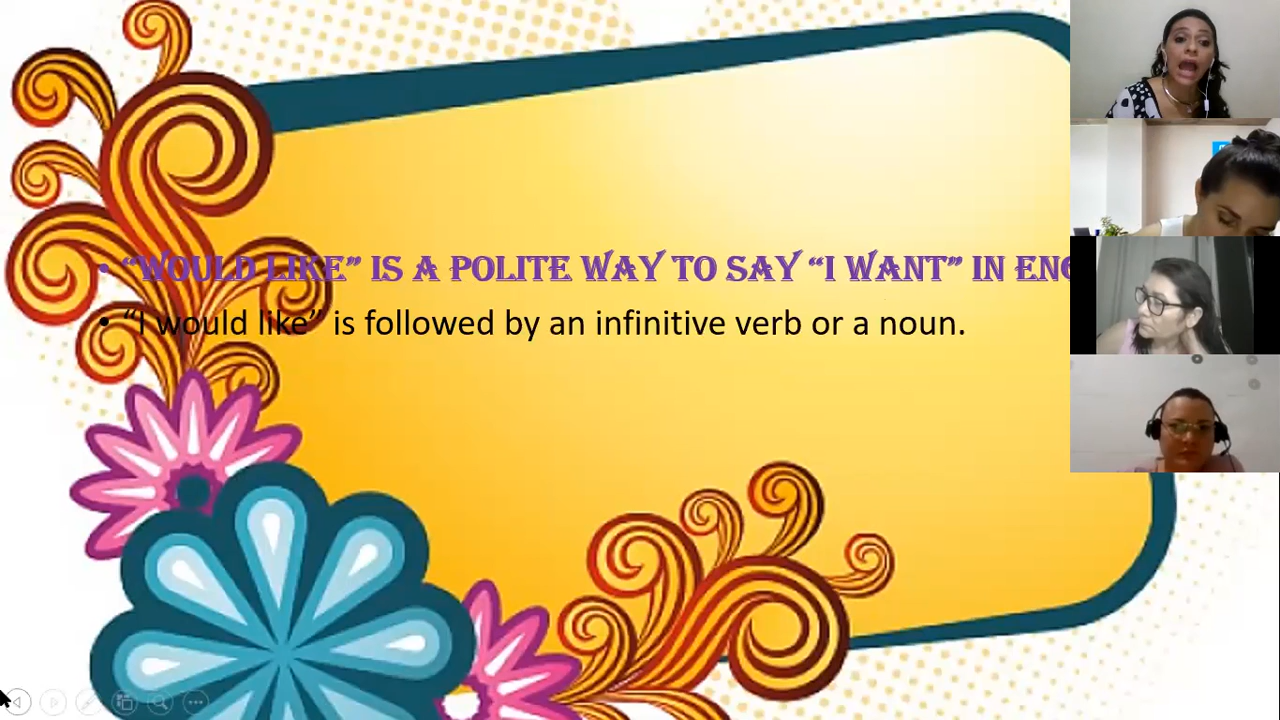 • “WOULD LIKE” IS A POLITE WAY TO SAY “I WANT” IN
• “I would like” is followed by an infinitive verb or a noun.